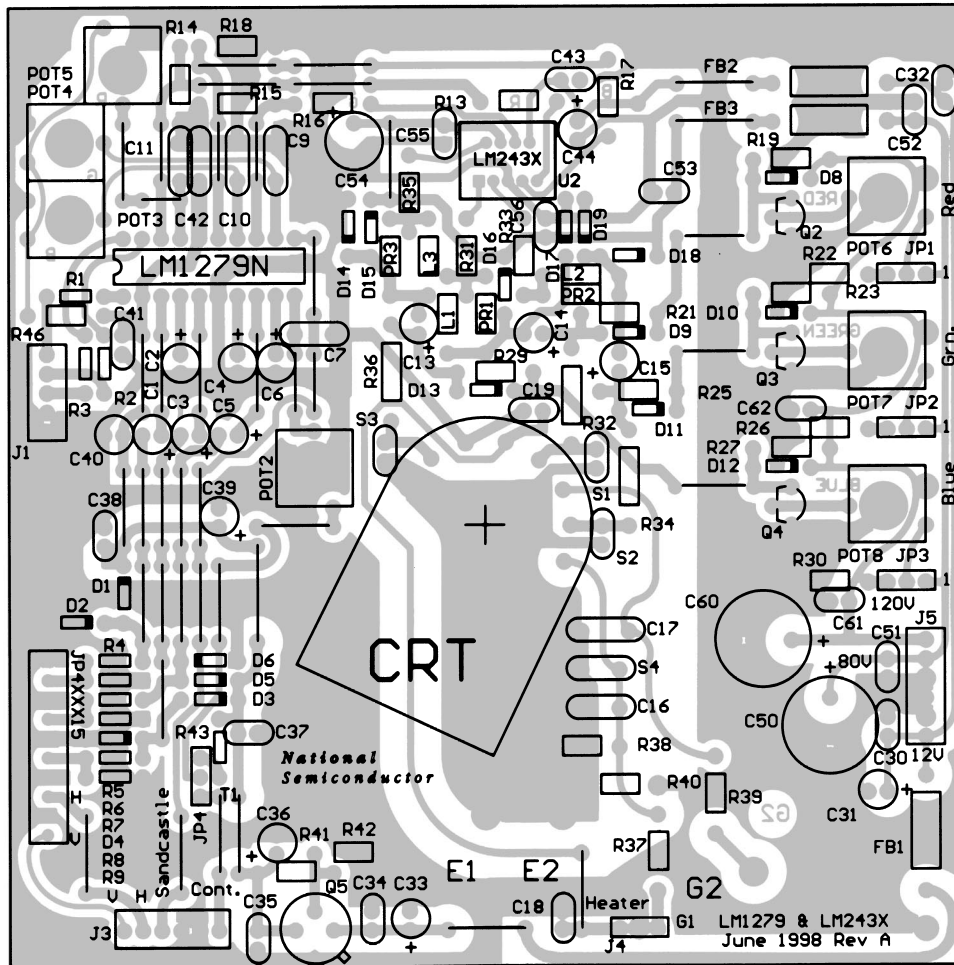 R14
R18
C43
R17
FB2
C32
POT5
POT4
R15
R16
R13
FB3
C52
C11
C9
C55
LM243X
C44
R19
D8
C54
U2
C53
RED
Q2
Red
POT3
C42
C10
R35
C56
R33
D19
LM1279N
D14
D15
PR3
L3
R31
D16
D17
D18
POT6
JP1
R22
L2
PR2
R23
1
R1
R46
C41
L1
PR1
C14
R21
D10
D9
GREEN
Grn.
C7
C13
C2
C4
C6
R36
R29
C15
Q3
R3
R2
C1
C3
C5
D13
C19
R25
C62
POT7
JP2
J1
C40
S3
R32
D11
R26
R27
1
POT2
D12
BLUE
Blue
C38
C39
S1
R34
Q4
S2
POT8
JP3
D1
D2
R30
1
C60
120V
C61
J5
R4
JP4XXX15
D6
D5
D3
CRT
C17
S4
C16
80V
C51
C50
R43
C37
National
Semiconductor
R38
12V
C30
R5
R6
R7
D4
R8
R9
H
V
Sandcastle
T1
JP4
C36
R41
R42
R40
R39
G2
C31
R37
FB1
V
H
Cont.
E1
E2
G2
J3
C35
Q5
C34
C33
C18
Heater
J4
G1
LM1279 & LM243X
June 1998 Rev A